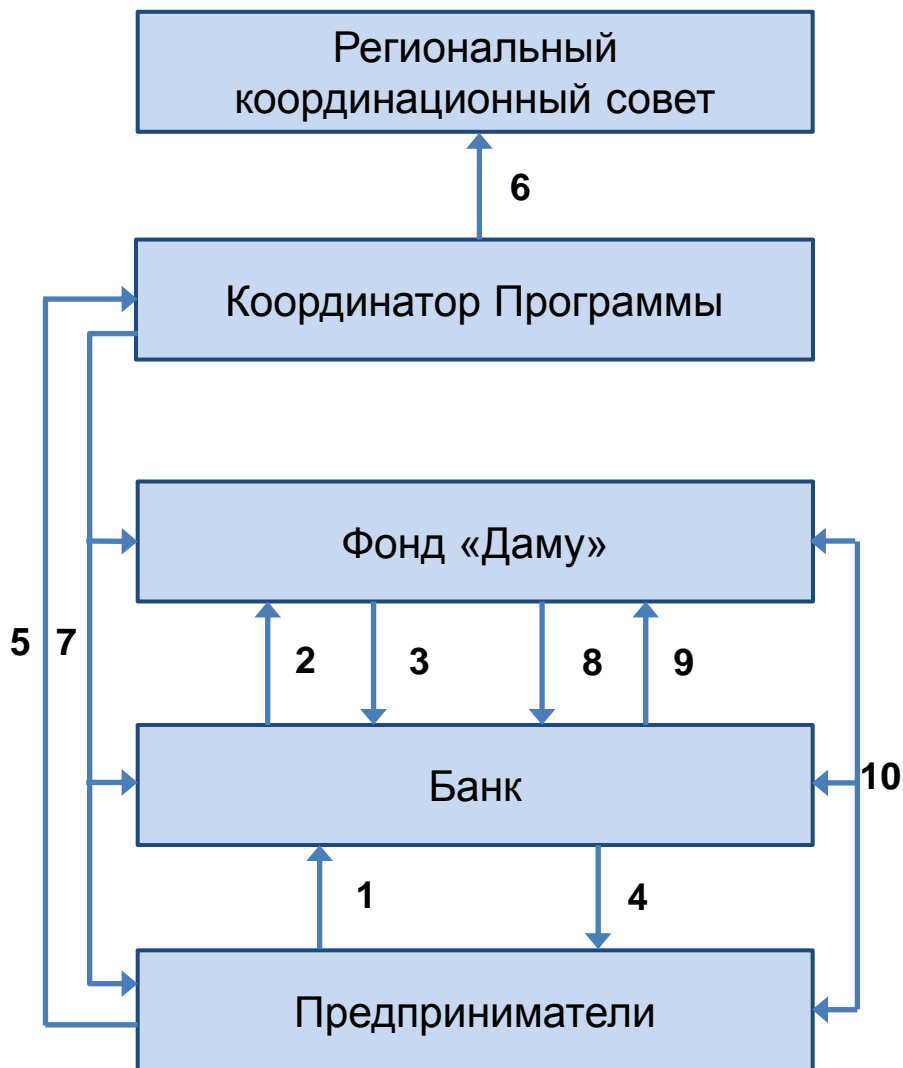 Региональный
координационный совет
6
Координатор Программы
Фонд «Даму»
5
7
2
3
8
9
Банк
10
1
4
Предприниматели